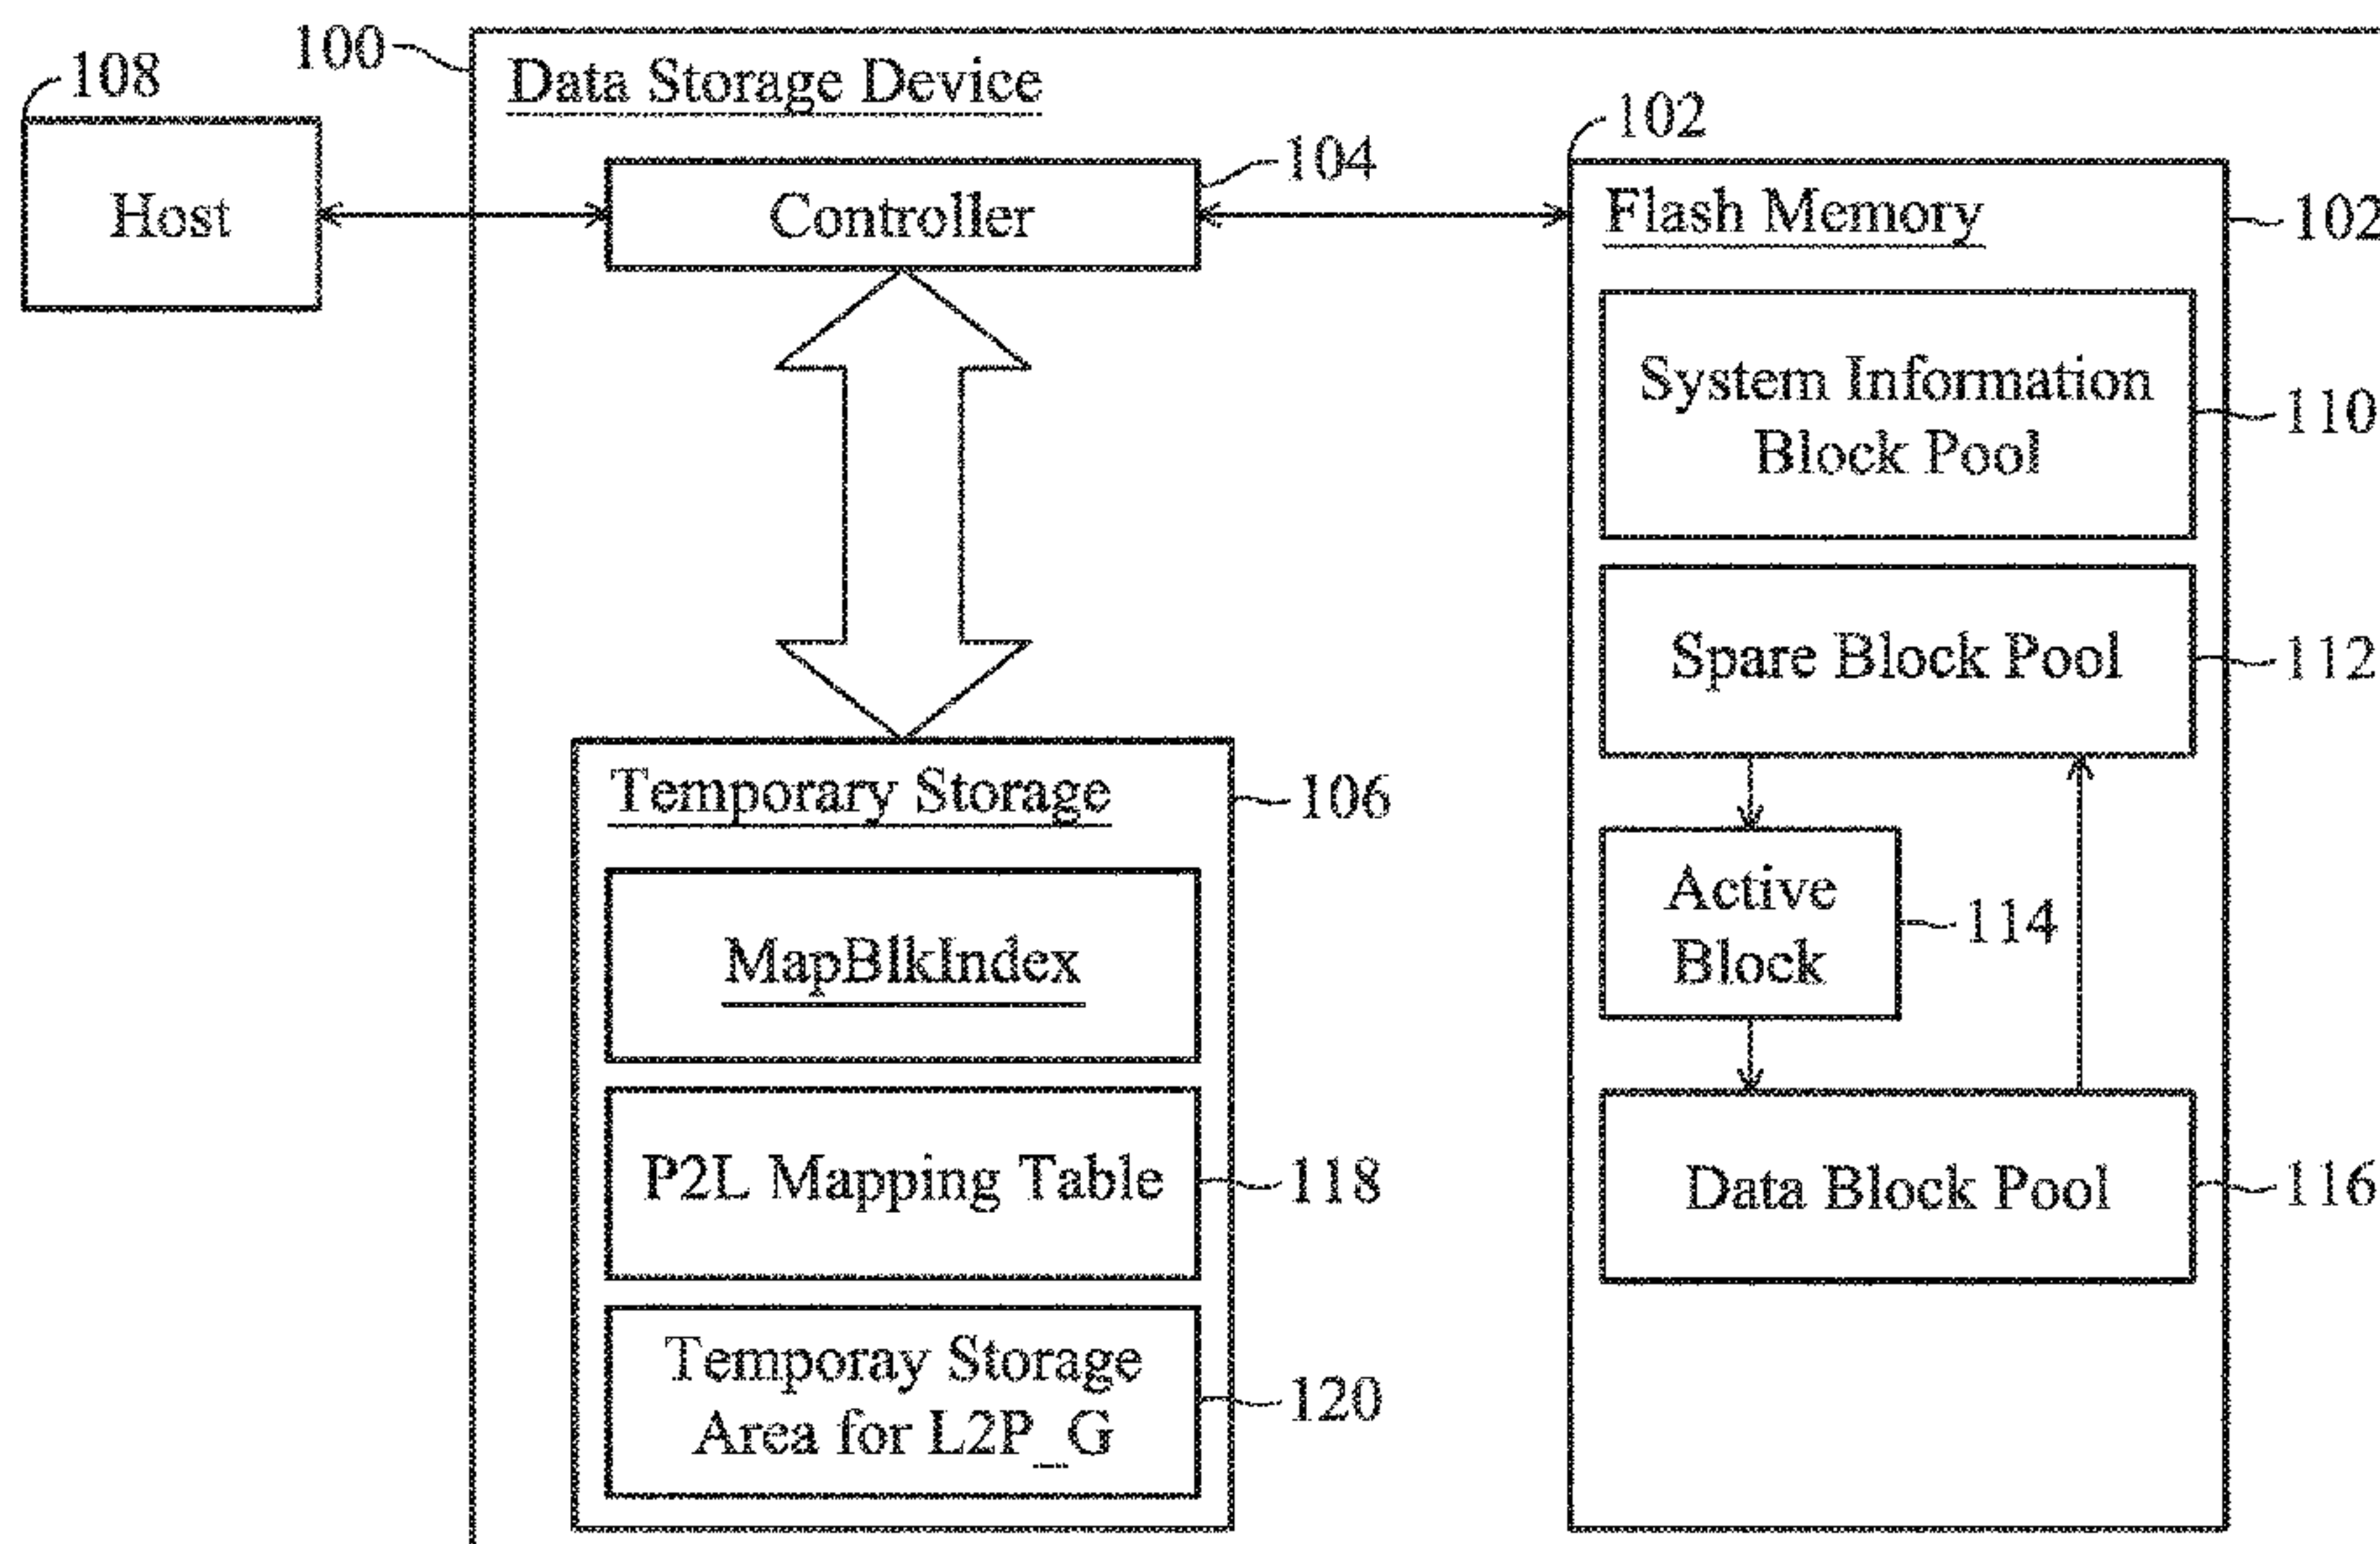 100
Data Storage Device
108
Host
Controller
104
102
Flash Memory
102
System Information
Block Pool
110
Spare Block Pool
112
Active
Block
114
Data Block Pool
116
Temporary Storage
106
MapBlkIndex
P2L Mapping Table
118
Temporay Storage
Area for L2P_G
120